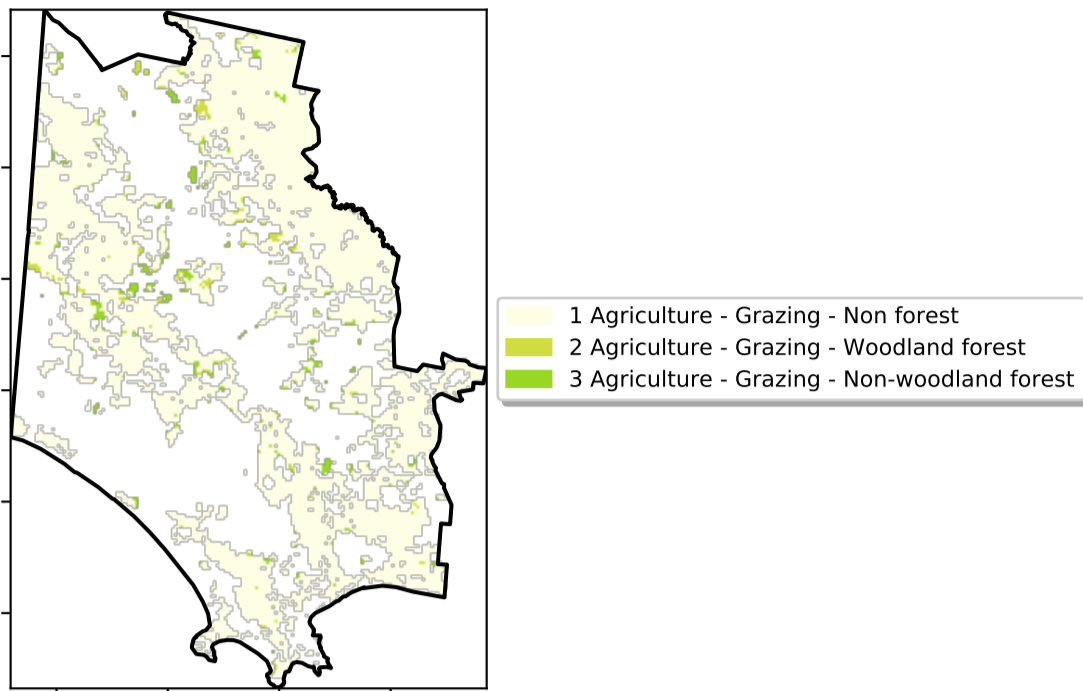 1 Agriculture - Grazing - Non forest
2 Agriculture - Grazing - Woodland forest
3 Agriculture - Grazing - Non-woodland forest